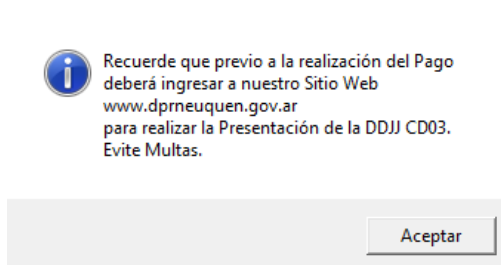 Recuerde que previo a la realización del Pago
deberá ingresar a nuestro Sitio Web
www.dprneuquen.gov.ar
para realizar la Presentación de la DDJJ CD03.
Evite Multas.
Aceptar